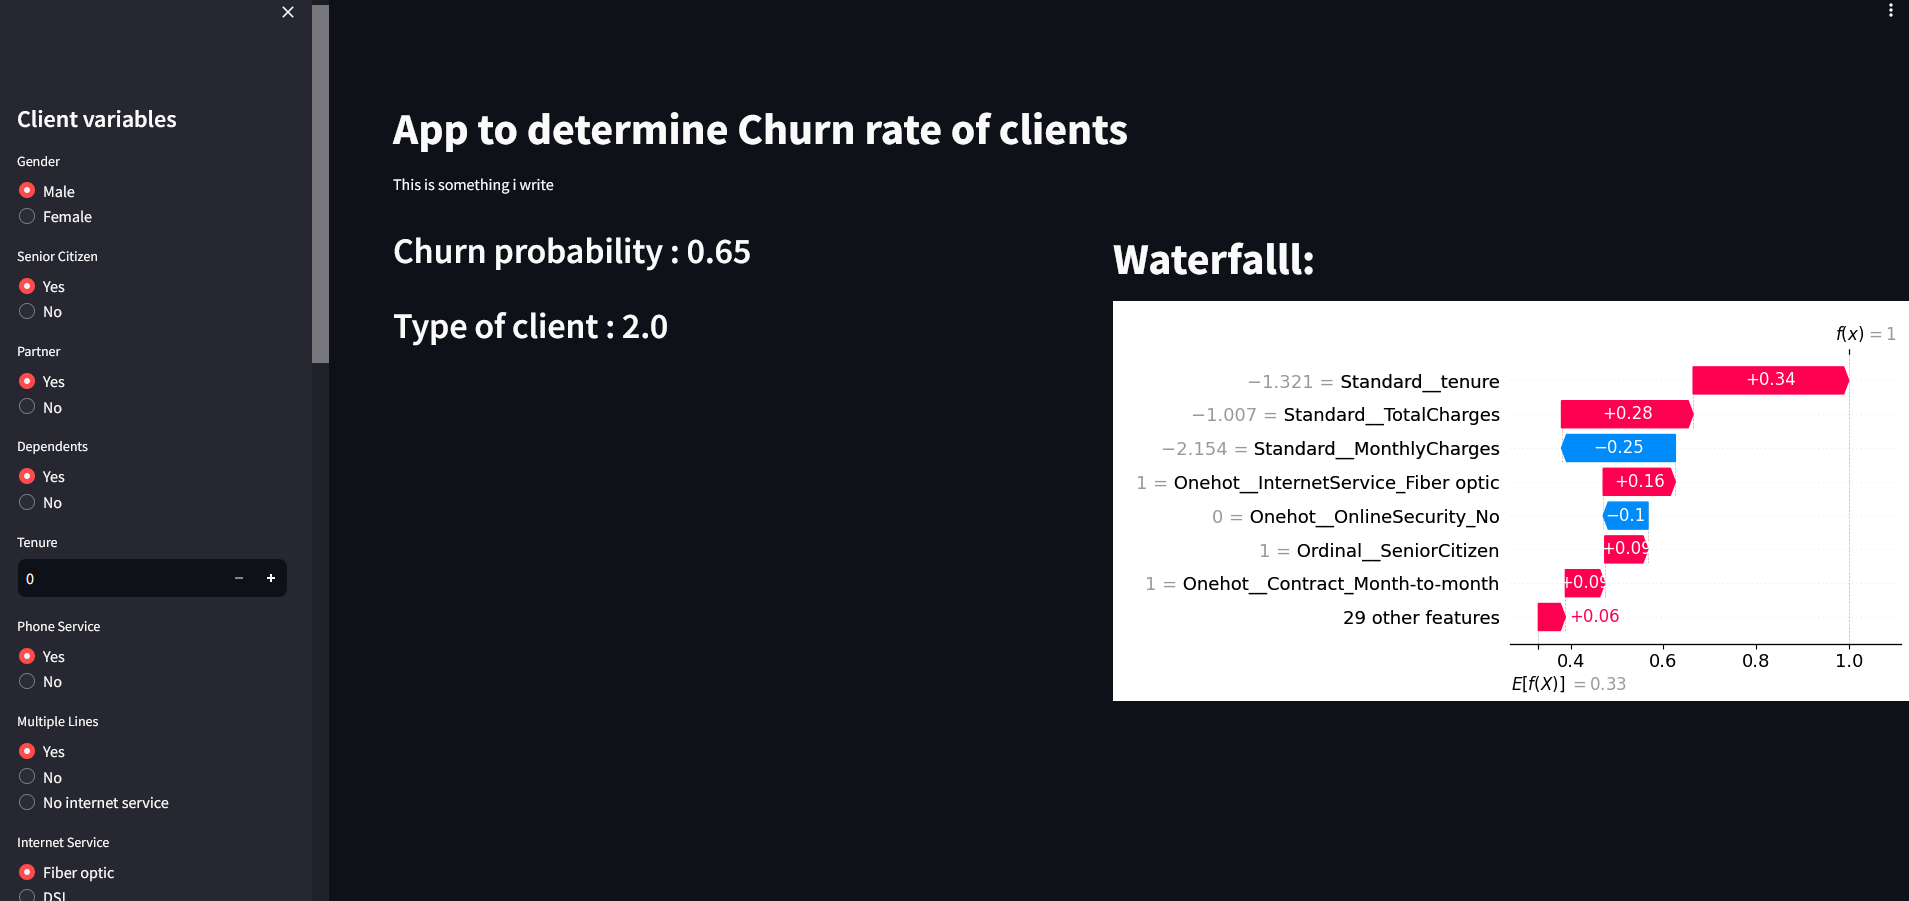 Client variables
Gender
Male
Female
Senior Citizen
Yes
No
Partner
Yes
No
Dependents
Yes
No
Tenure
0
Phone Service
Yes
No
Multiple Lines
Yes
No
No internet service
Internet Service
Fiber optic
DSL
App to determine Churn rate of clients
This is something i write
Churn probability : 0.65
Type of client : 2.0
Waterfalll:
f(x) = 1
−1.321 = Standard__tenure +0.34
−1.007 = Standard__TotalCharges +0.28
−2.154 = Standard__MonthlyCharges −0.25
1 = Onehot__InternetService_Fiber optic +0.16
0 = Onehot__OnlineSecurity_No −0.1
1 = Ordinal__SeniorCitizen +0.09
1 = Onehot__Contract_Month-to-month +0.09
29 other features +0.06
0.4 0.6 0.8 1.0
E[f(X)] = 0.33